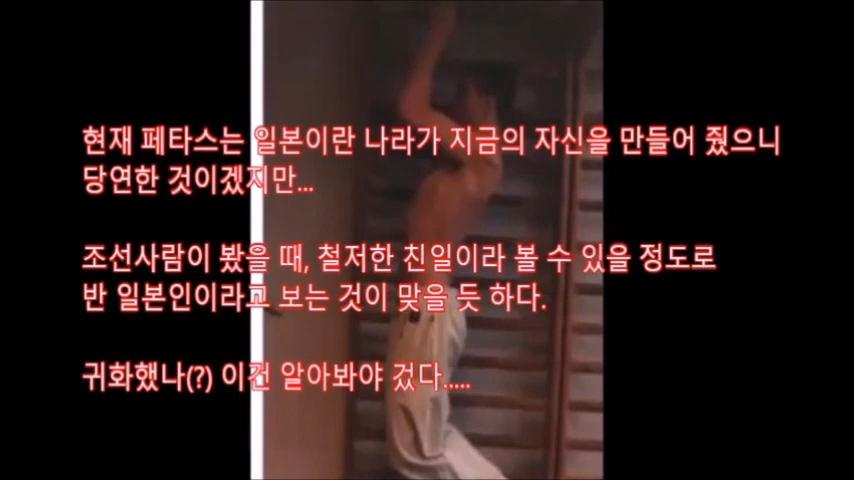 현재 페타스는 일본이란 나라가 지금의 자신을 만들어 줬으니
당연한 것이겠지만...
조선사람이 봤을 때, 철저한 친일이라 볼 수 있을 정도로
반 일본인이라고 보는 것이 맞을 듯 하다.
귀화했나(?) 이건 알아봐야 겄다.....